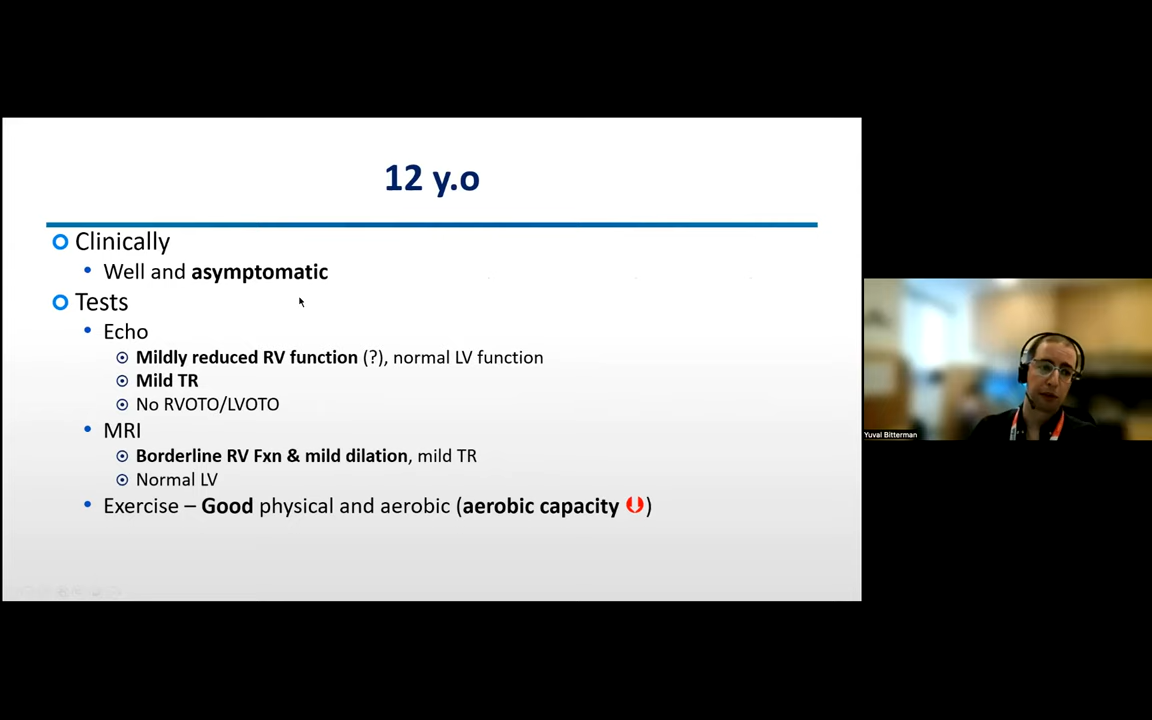 12 y.o
Clinically
Well and asymptomatic
Tests
Echo
Mildly reduced RV function (?), normal LV function
Mild TR
No RVOTO/LVOTO
MRI
Borderline RV Fxn & mild dilation, mild TR
Normal LV
Exercise – Good physical and aerobic (aerobic capacity )
Yuval Bitterman